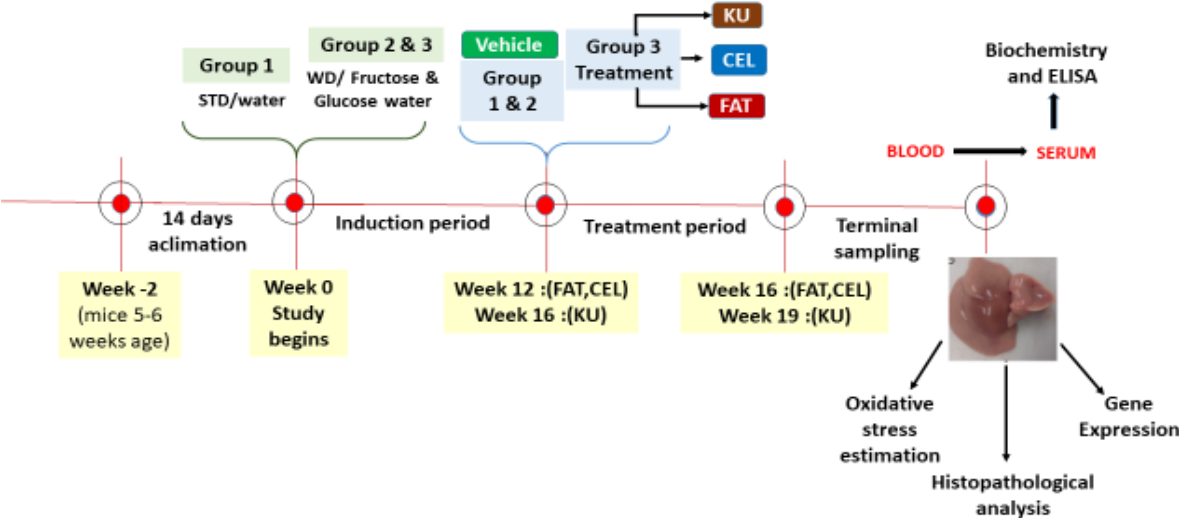 Group 1
STD/water
Group 2 & 3
WD/ Fructose &
Glucose water
Vehicle
Group
1 & 2
Group 3
Treatment
KU
CEL
FAT
Biochemistry
and ELISA
BLOOD
SERUM
14 days
aclimation
Induction period
Treatment period
Terminal
sampling
Week -2
(mice 5-6
weeks age)
Week 0
Study
begins
Week 12 :(FAT,CEL)
Week 16 :(KU)
Week 16 :(FAT,CEL)
Week 19 :(KU)
Oxidative
stress
estimation
Histopathological
analysis
Gene
Expression